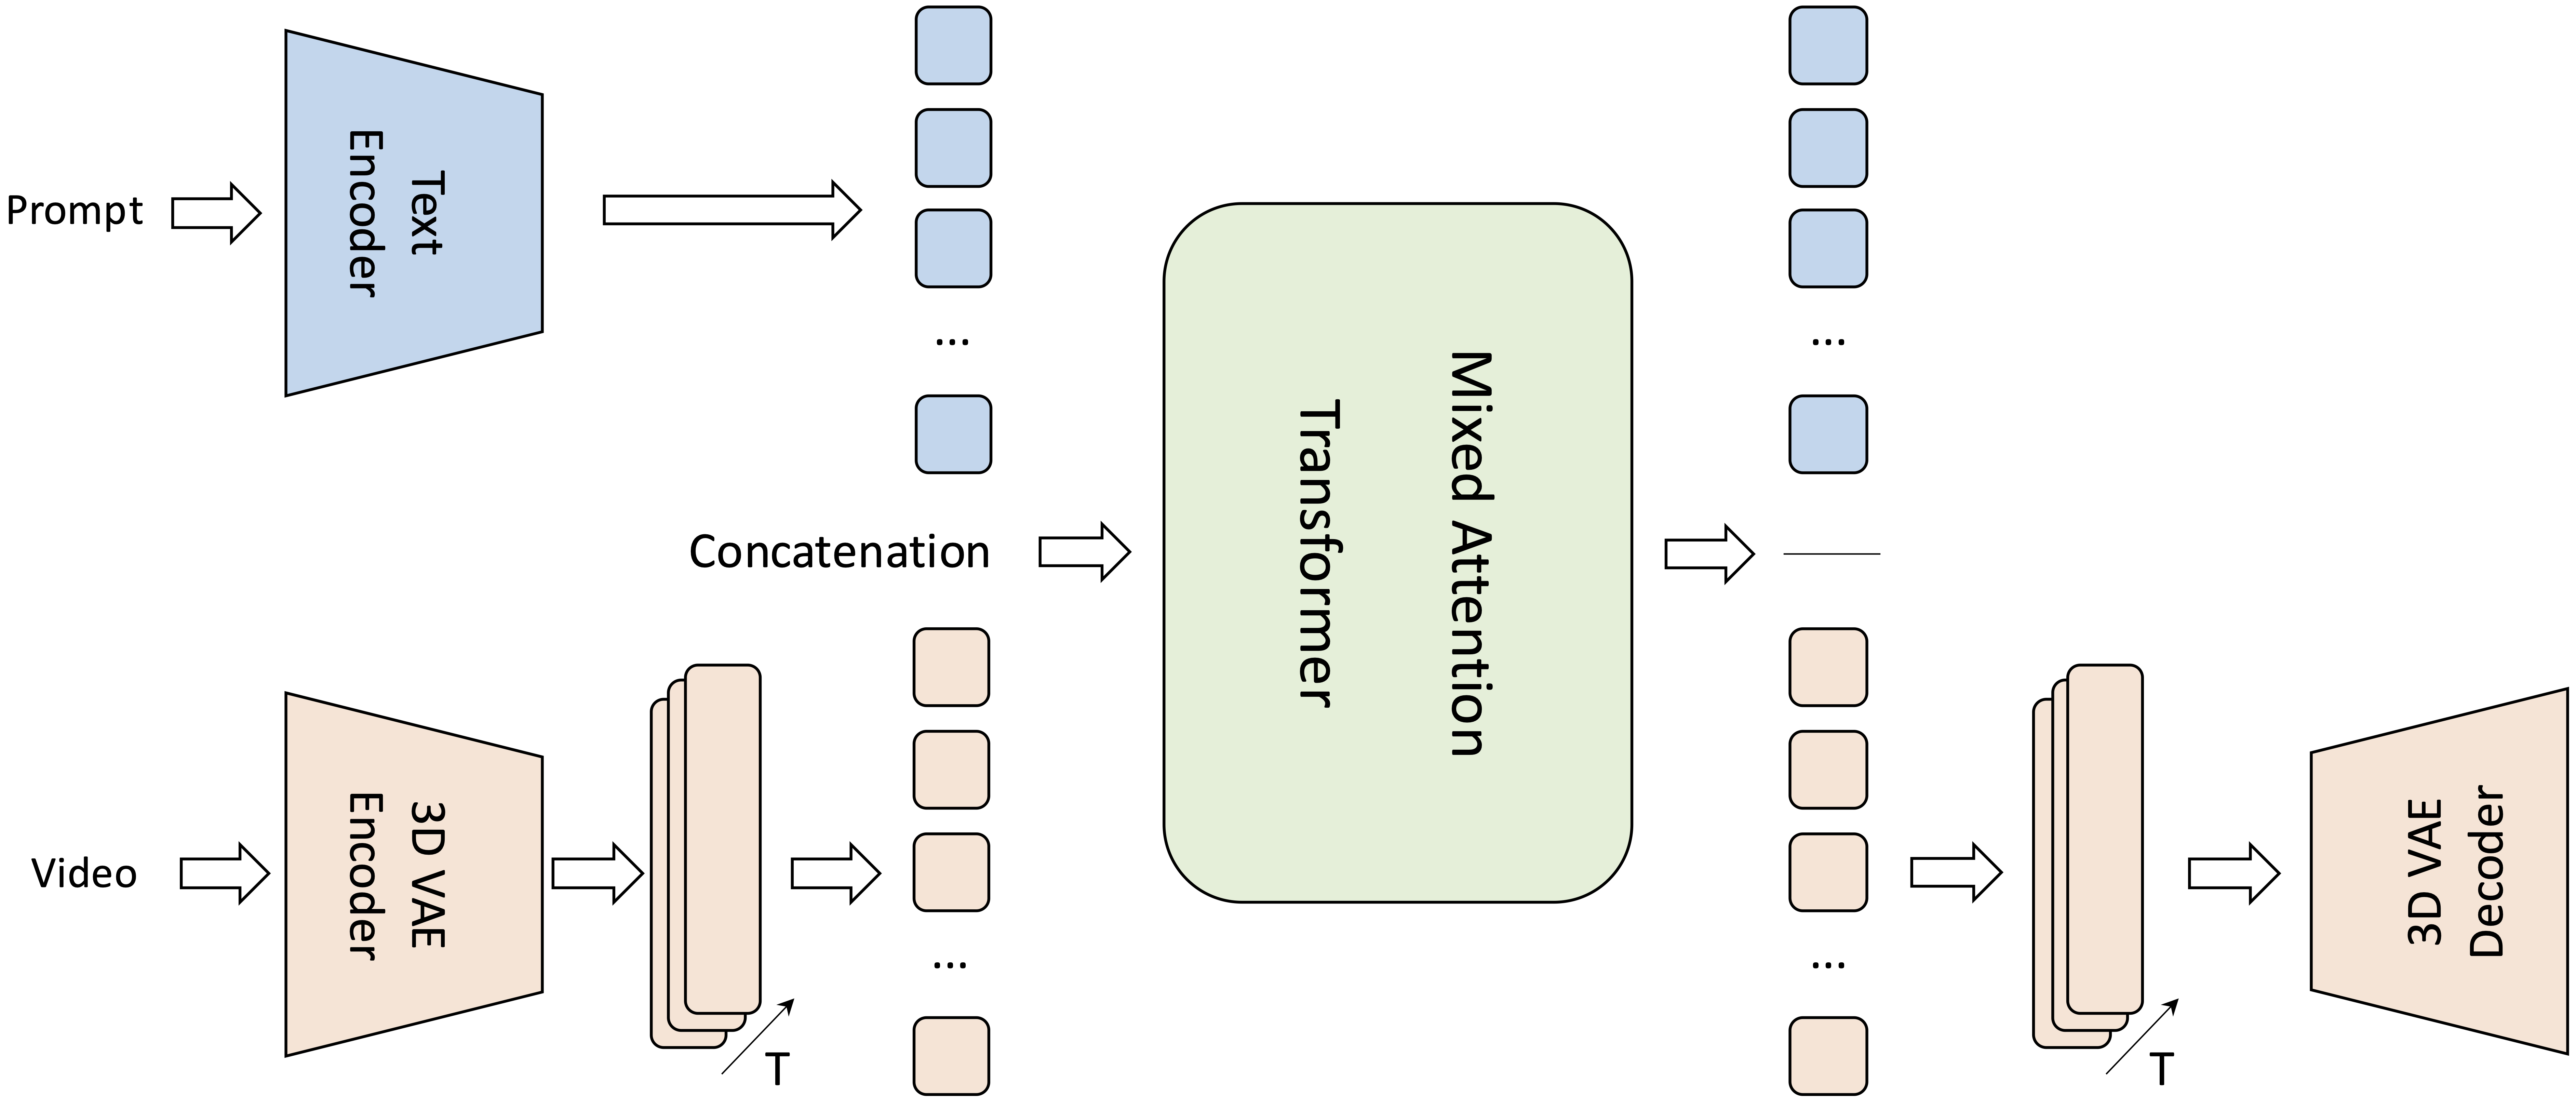 Prompt
Text
Encoder
...
...
Concatenation
Mixed Attention
Transformer
Video
3D VAE
Encoder
T
...
...
T
3D VAE
Decoder